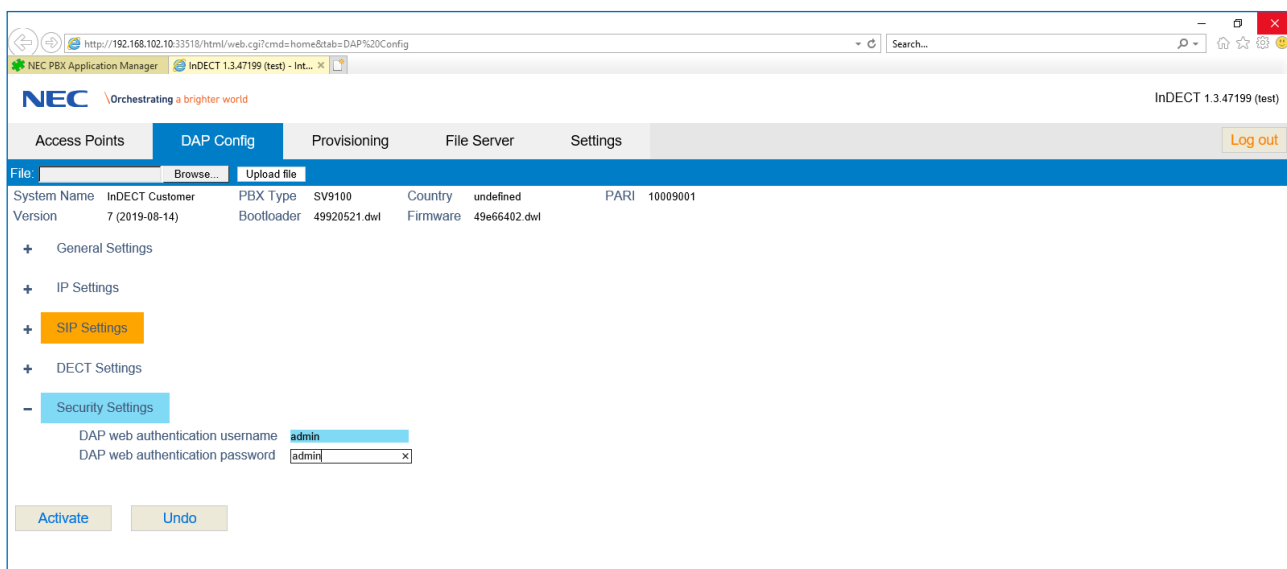 http://192.168.102.10:33518/html/web.cgi?cmd=home&tab=DAP%20Config Search...
NEC PBX Application Manager InDECT 1.3.47199 (test) - Int...
NEC \Orchestrating a brighter world InDECT 1.3.47199 (test)
Access Points DAP Config Provisioning File Server Settings Log out
File: Browse... Upload file
System Name InDECT Customer PBX Type SV9100 Country undefined PARI 10009001
Version 7 (2019-08-14) Bootloader 49920521.dwl Firmware 49e66402.dwl
+ General Settings
+ IP Settings
+ SIP Settings
+ DECT Settings
− Security Settings
DAP web authentication username admin
DAP web authentication password admin
Activate Undo